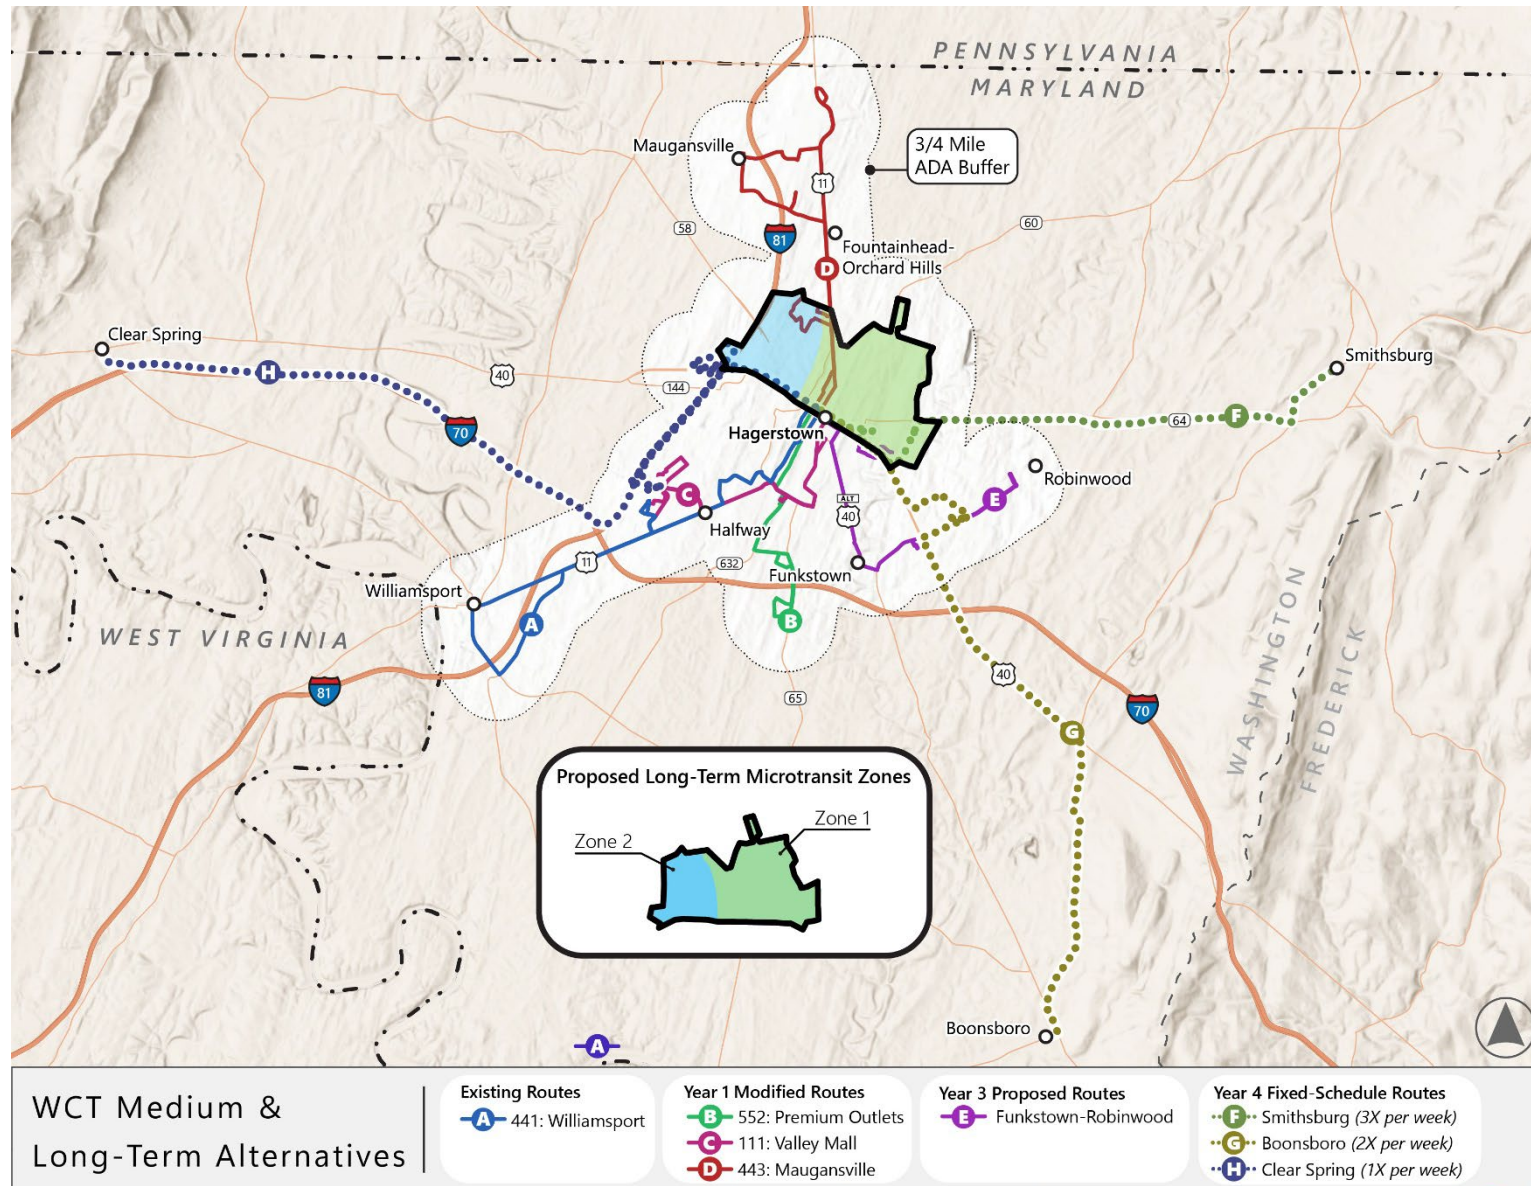 PENNSYLVANIA
MARYLAND
3/4 Mile
ADA Buffer
Maugansville
11
58
81
60
Fountainhead-
Orchard Hills
D
Clear Spring
H
40
144
Smithsburg
70
64
F
Hagerstown
Robinwood
C
E
ALT
40
Halfway
11
632
Funkstown
Williamsport
A
B
WEST VIRGINIA
WASHINGTON
FREDERICK
81
65
40
70
G
Proposed Long-Term Microtransit Zones
Zone 2
Zone 1
Boonsboro
A
WCT Medium &
Long-Term Alternatives
Existing Routes
A 441: Williamsport
Year 1 Modified Routes
B 552: Premium Outlets
C 111: Valley Mall
D 443: Maugansville
Year 3 Proposed Routes
E Funkstown-Robinwood
Year 4 Fixed-Schedule Routes
F Smithsburg (3X per week)
G Boonsboro (2X per week)
H Clear Spring (1X per week)